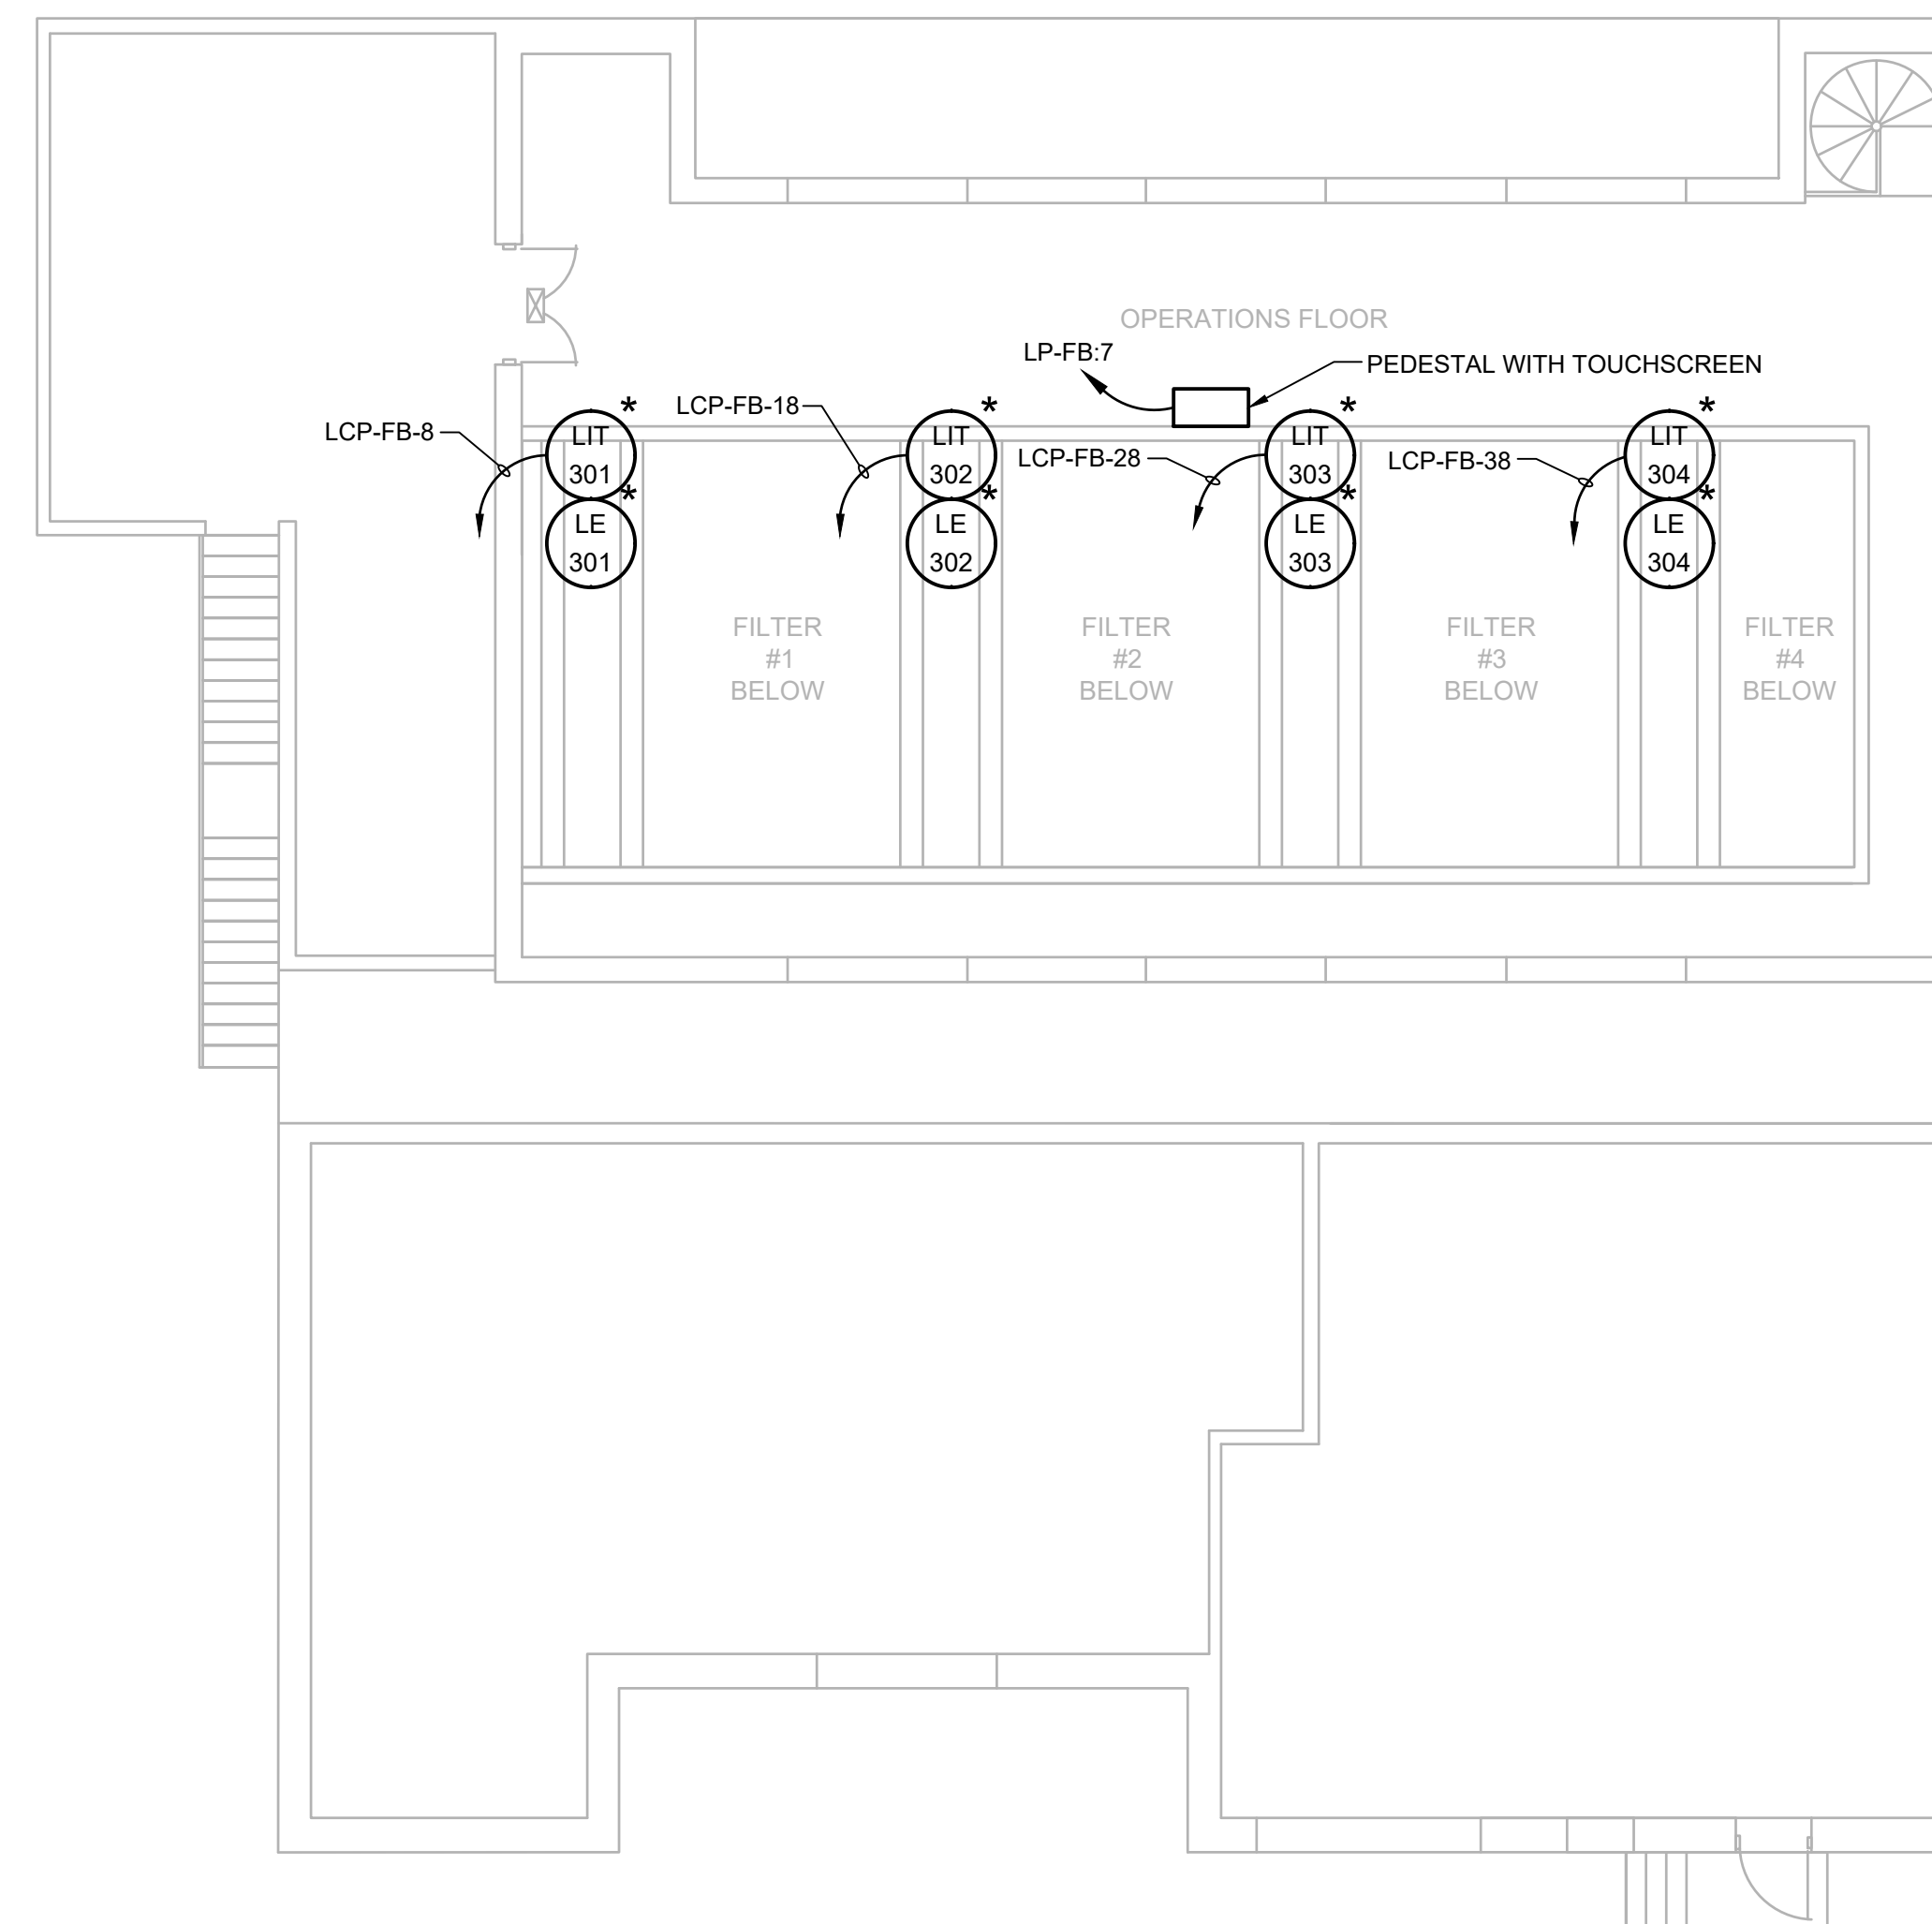 OPERATIONS FLOOR
LP-FB:7
PEDESTAL WITH TOUCHSCREEN
LCP-FB-8
LCP-FB-18
LCP-FB-28
LCP-FB-38
*
LIT
301
*
LE
301
*
LIT
302
*
LE
302
*
LIT
303
*
LE
303
*
LIT
304
*
LE
304
FILTER
#1
BELOW
FILTER
#2
BELOW
FILTER
#3
BELOW
FILTER
#4
BELOW